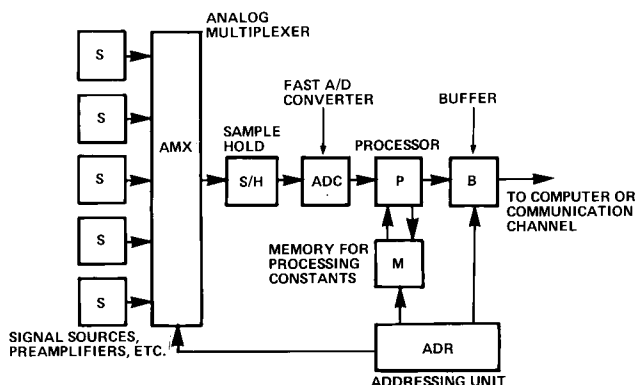 ANALOG
MULTIPLEXER
S
S
S
S
S
AMX
FAST A/D
CONVERTER
BUFFER
SAMPLE
HOLD
PROCESSOR
S/H
ADC
P
B
TO COMPUTER OR
COMMUNICATION
CHANNEL
MEMORY FOR
PROCESSING
CONSTANTS
M
SIGNAL SOURCES,
PREAMPLIFIERS, ETC.
ADR
ADDRESSING UNIT